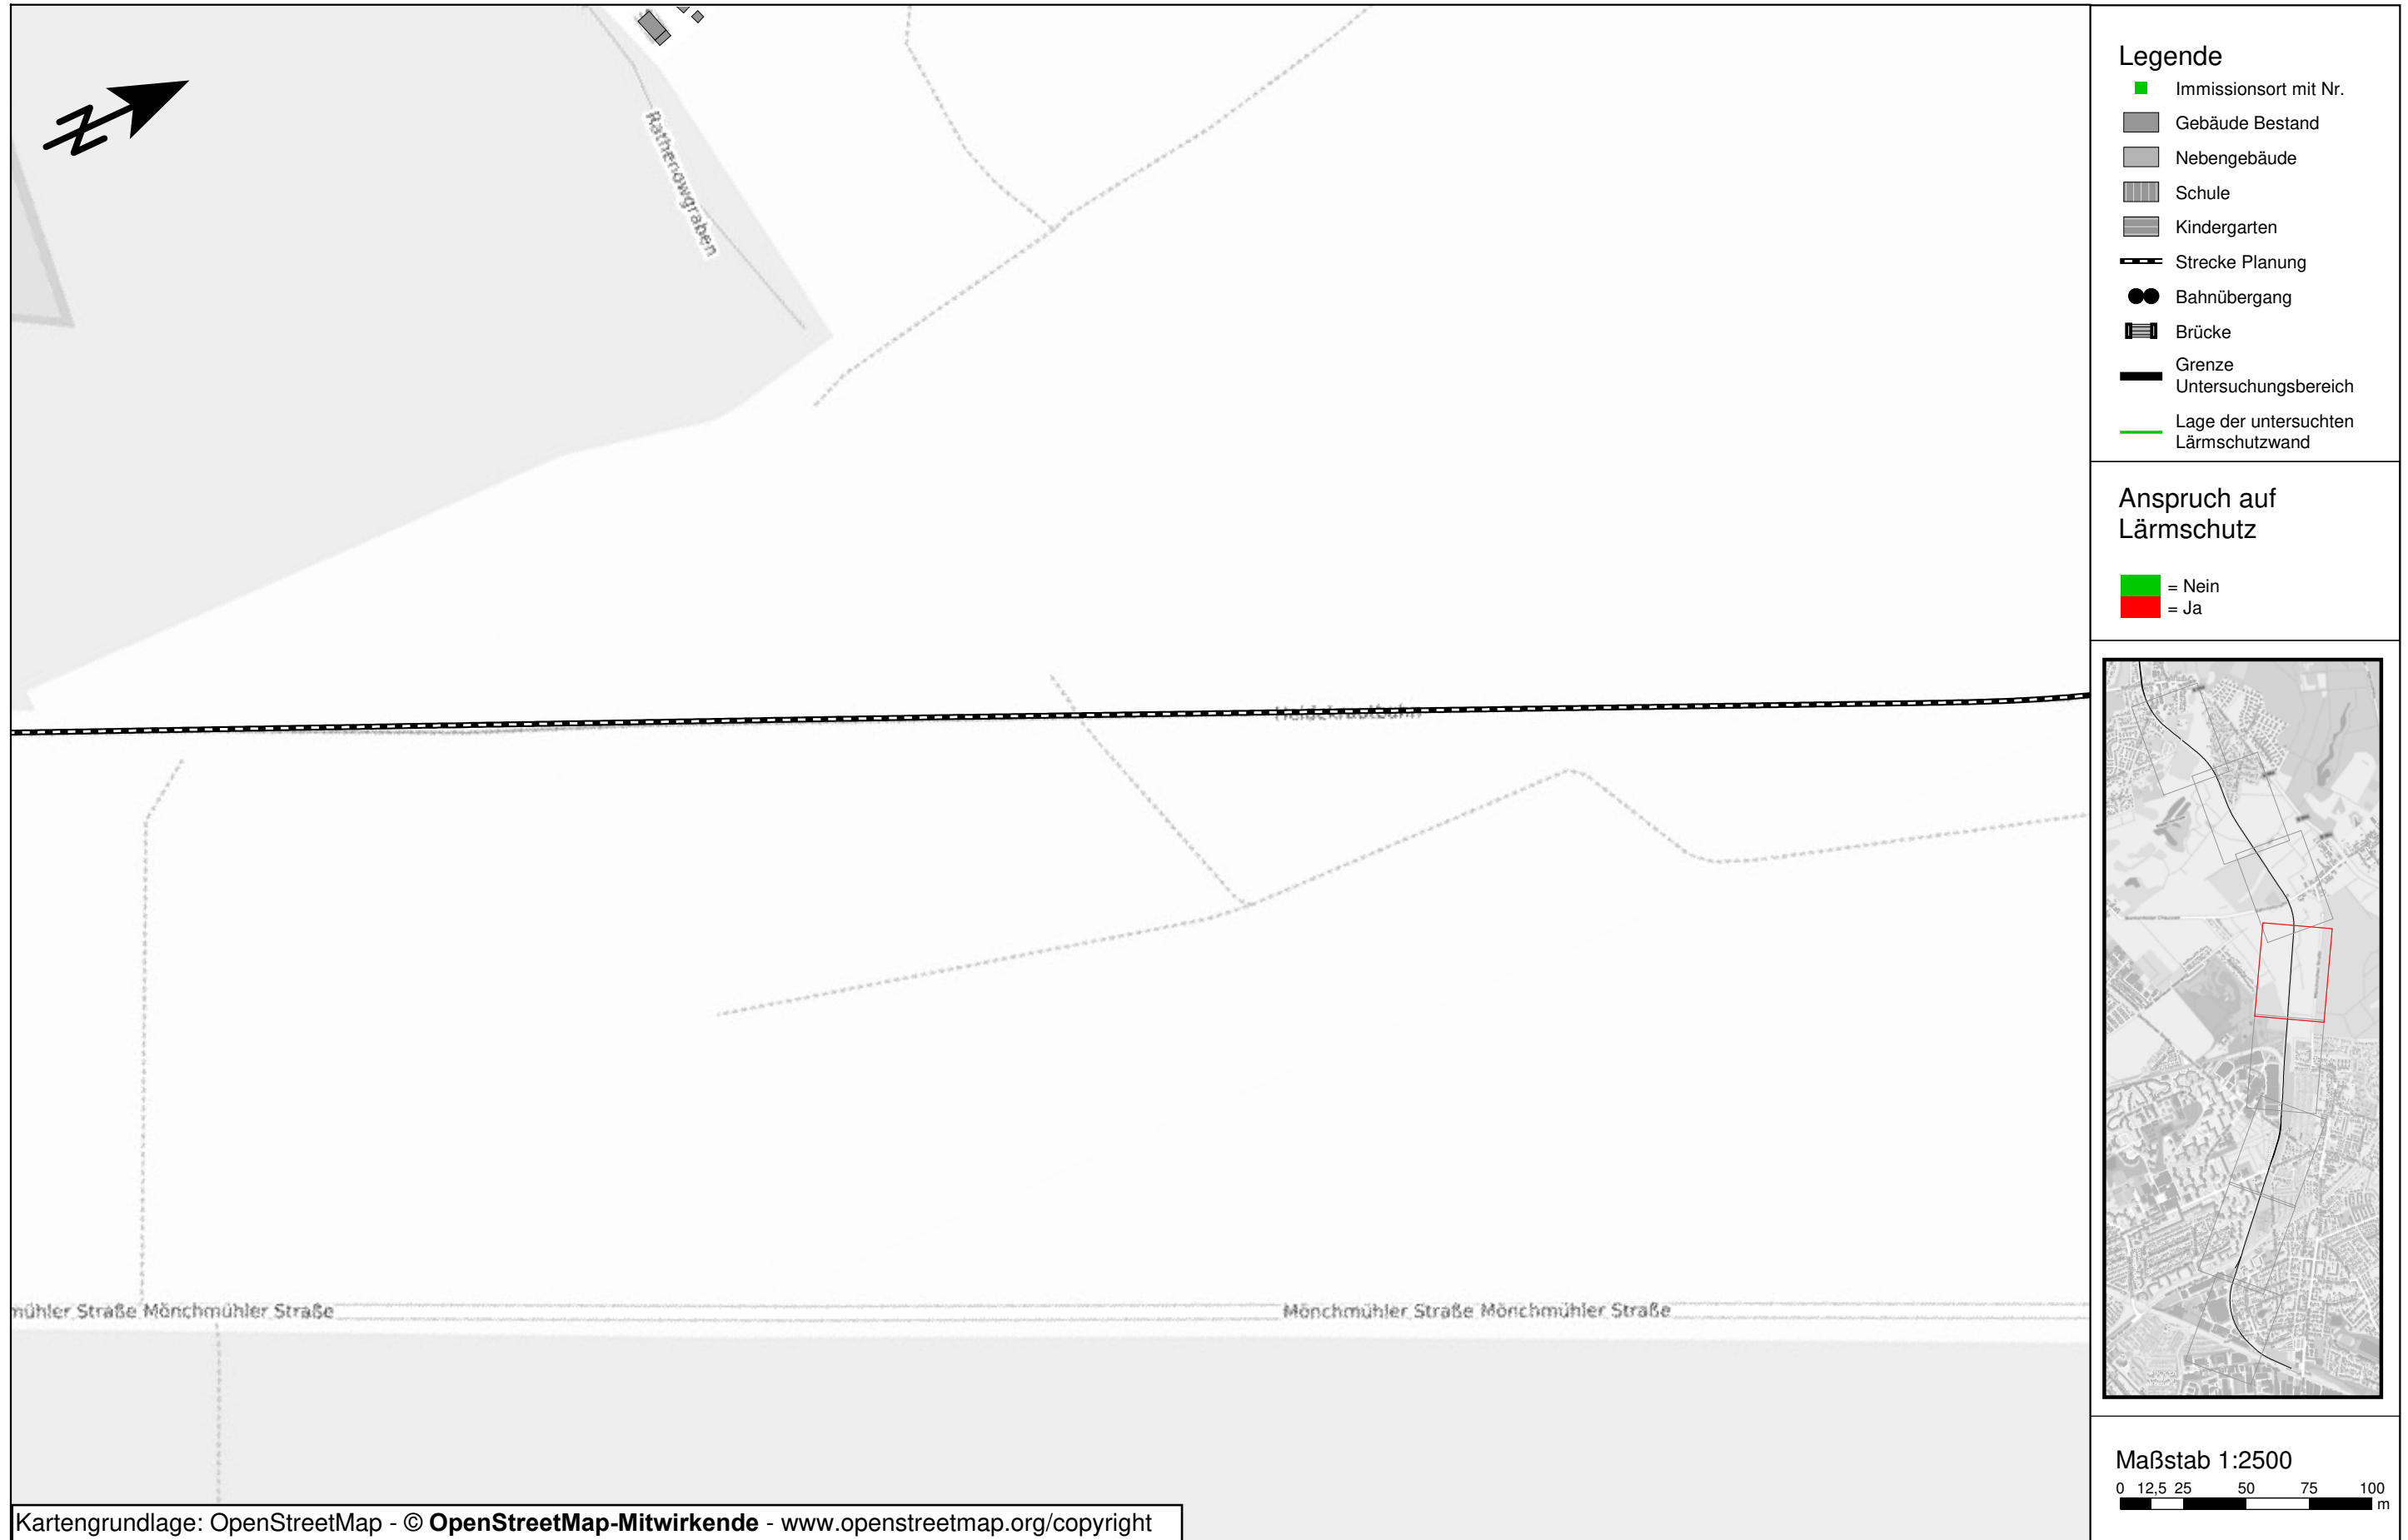 Rathenowgraben
Heidekrautbahn
mühler Straße Mönchmühler Straße
Mönchmühler Straße Mönchmühler Straße
Kartengrundlage: OpenStreetMap - © OpenStreetMap-Mitwirkende - www.openstreetmap.org/copyright
Legende
Immissionsort mit Nr.
Gebäude Bestand
Nebengebäude
Schule
Kindergarten
Strecke Planung
Bahnübergang
Brücke
Grenze
Untersuchungsbereich
Lage der untersuchten
Lärmschutzwand
Anspruch auf
Lärmschutz
= Nein
= Ja
Maßstab 1:2500
0 12,5 25 50 75 100
m